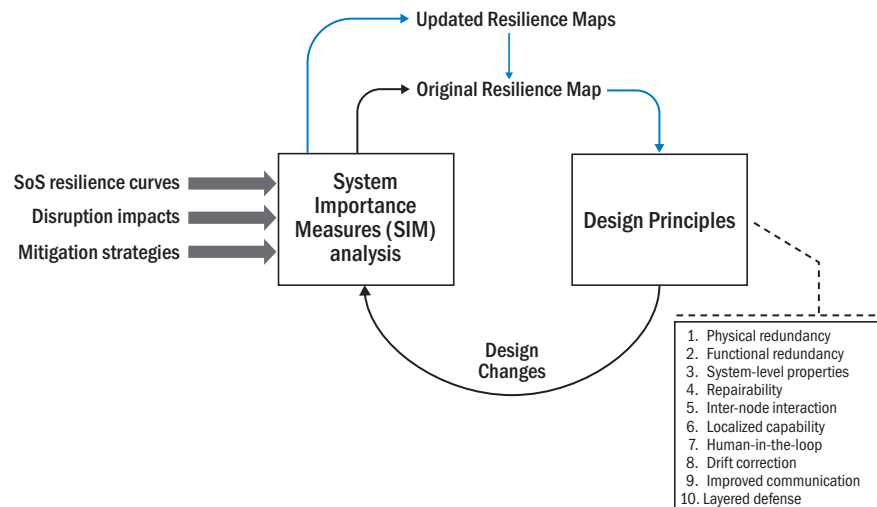 Updated Resilience Maps
Original Resilience Map
SoS resilience curves
Disruption impacts
Mitigation strategies
System
Importance
Measures (SIM)
analysis
Design Principles
Design
Changes
1. Physical redundancy
2. Functional redundancy
3. System-level properties
4. Repairability
5. Inter-node interaction
6. Localized capability
7. Human-in-the-loop
8. Drift correction
9. Improved communication
10. Layered defense